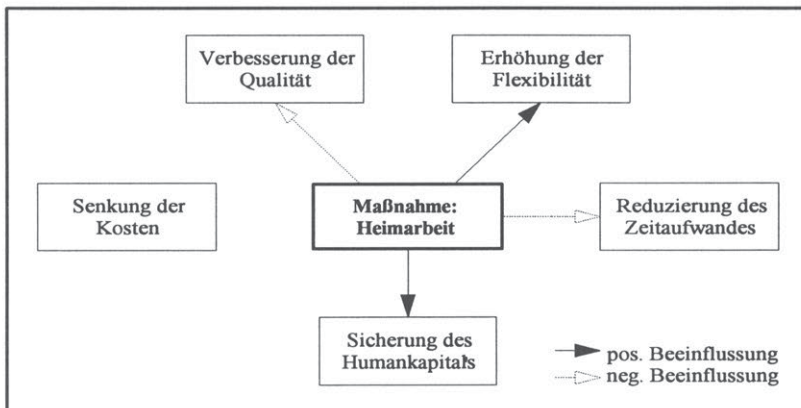 Verbesserung der
Qualität
Erhöhung der
Flexibilität
Senkung der
Kosten
Maßnahme:
Heimarbeit
Reduzierung des
Zeitaufwandes
Sicherung des
Humankapitals
pos. Beeinflussung
neg. Beeinflussung